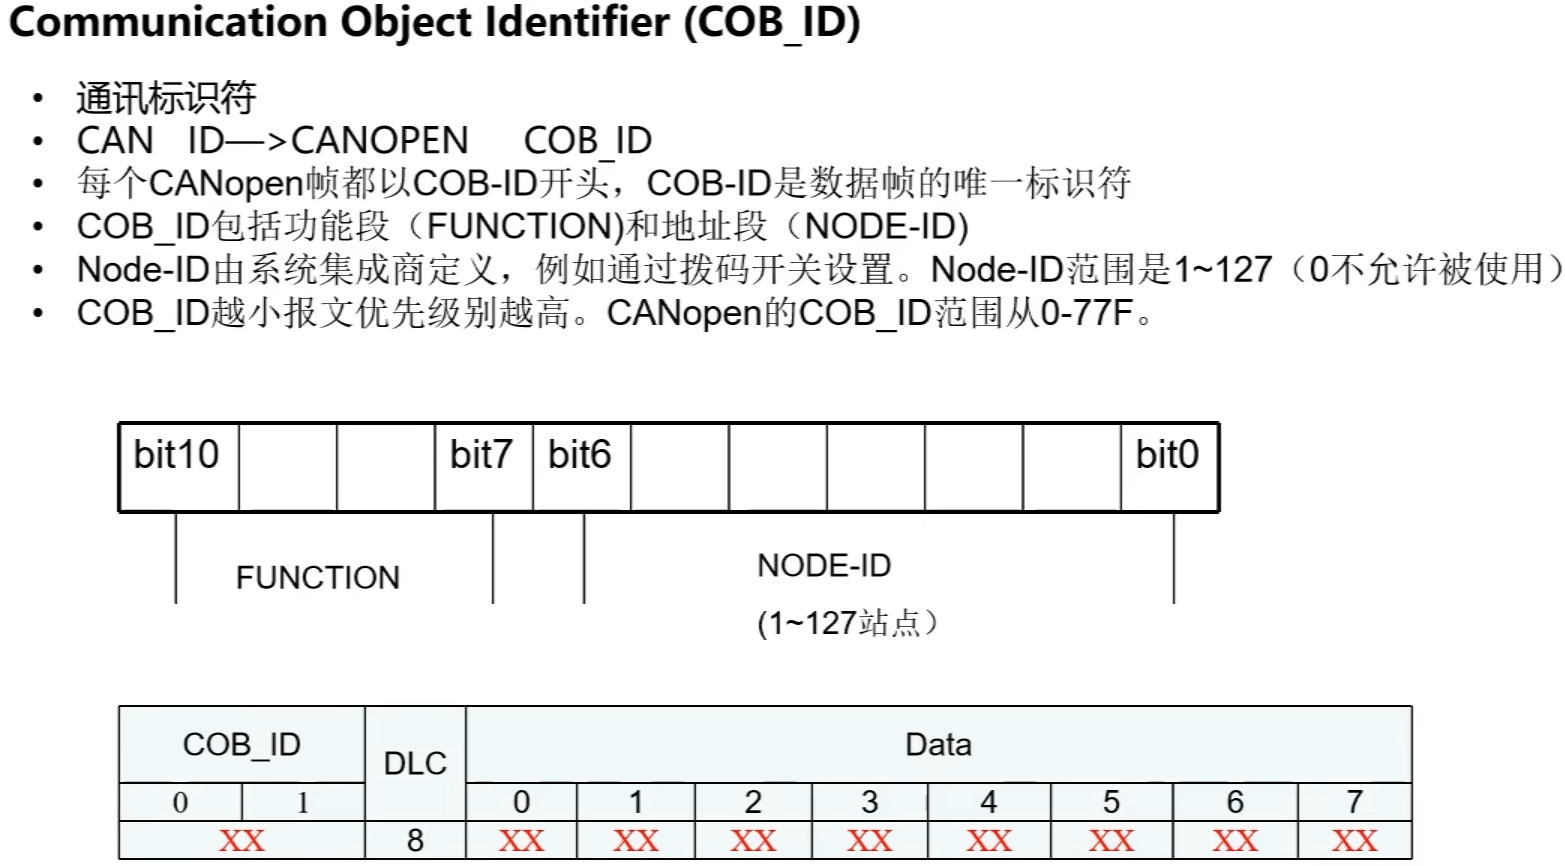 Communication Object Identifier (COB_ID)
• 通讯标识符
• CAN ID—>CANOPEN COB_ID
• 每个CANopen帧都以COB-ID开头，COB-ID是数据帧的唯一标识符
• COB_ID包括功能段（FUNCTION)和地址段（NODE-ID)
• Node-ID由系统集成商定义，例如通过拨码开关设置。Node-ID范围是1~127（0不允许被使用）
• COB_ID越小报文优先级别越高。CANopen的COB_ID范围从0-77F。
bit10 bit7 bit6 bit0
FUNCTION
NODE-ID
(1~127站点）
COB_ID DLC Data
0 1 0 1 2 3 4 5 6 7
XX 8 XX XX XX XX XX XX XX XX